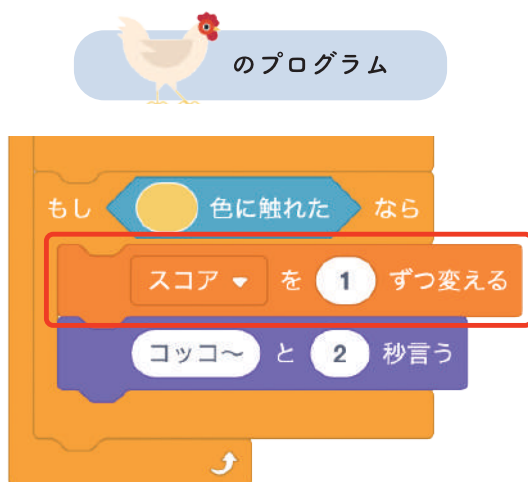 のプログラム
もし 色に触れた なら
スコア を 1 ずつ変える
コッコ～ と 2 秒言う